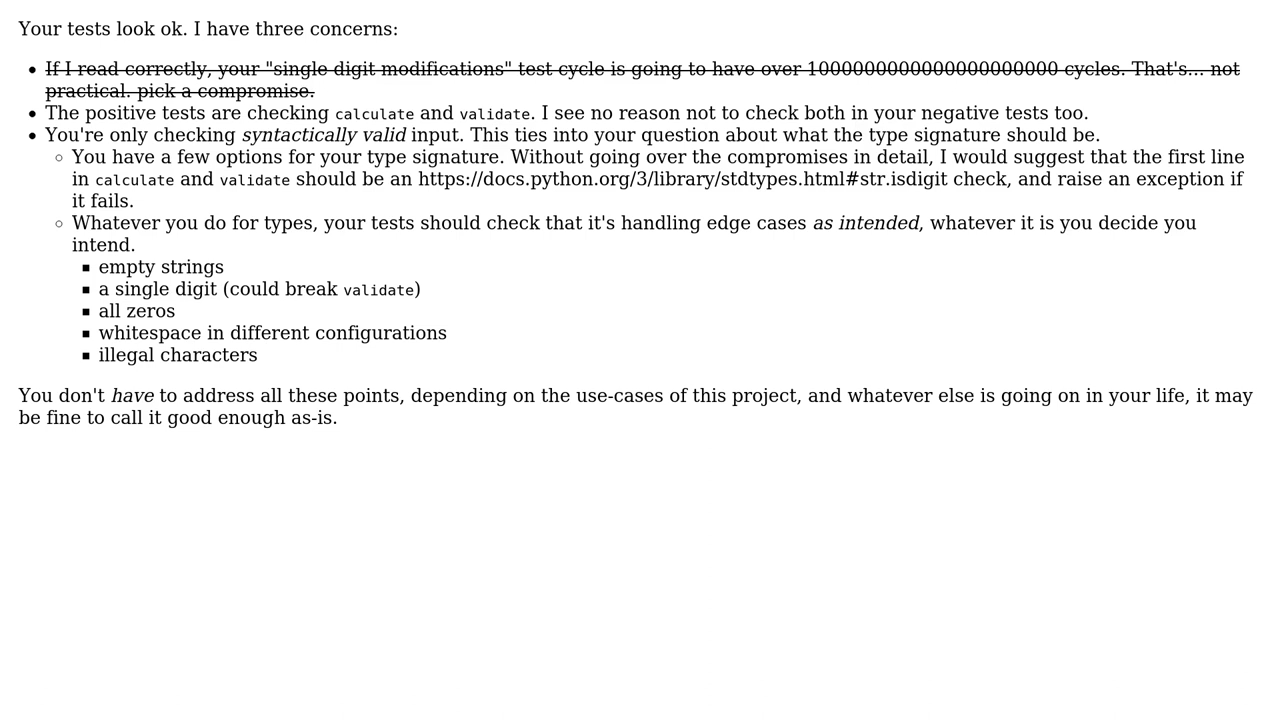 Your tests look ok. I have three concerns:
If I read correctly, your "single digit modifications" test cycle is going to have over 1000000000000000000000 cycles. That's... not
practical. pick a compromise.
The positive tests are checking calculate and validate. I see no reason not to check both in your negative tests too.
You're only checking syntactically valid input. This ties into your question about what the type signature should be.
You have a few options for your type signature. Without going over the compromises in detail, I would suggest that the first line
in calculate and validate should be an https://docs.python.org/3/library/stdtypes.html#str.isdigit check, and raise an exception if
it fails.
Whatever you do for types, your tests should check that it's handling edge cases as intended, whatever it is you decide you
intend.
empty strings
a single digit (could break validate)
all zeros
whitespace in different configurations
illegal characters
You don't have to address all these points, depending on the use-cases of this project, and whatever else is going on in your life, it may
be fine to call it good enough as-is.